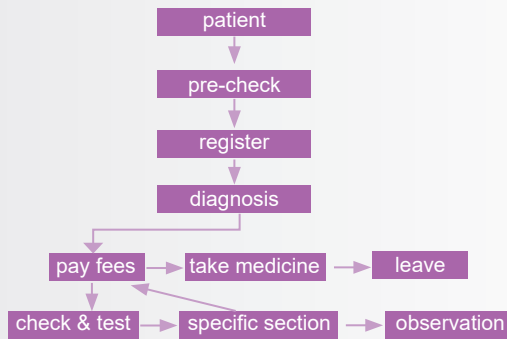 patient
pre-check
register
diagnosis
pay fees
take medicine
leave
check & test
specific section
observation